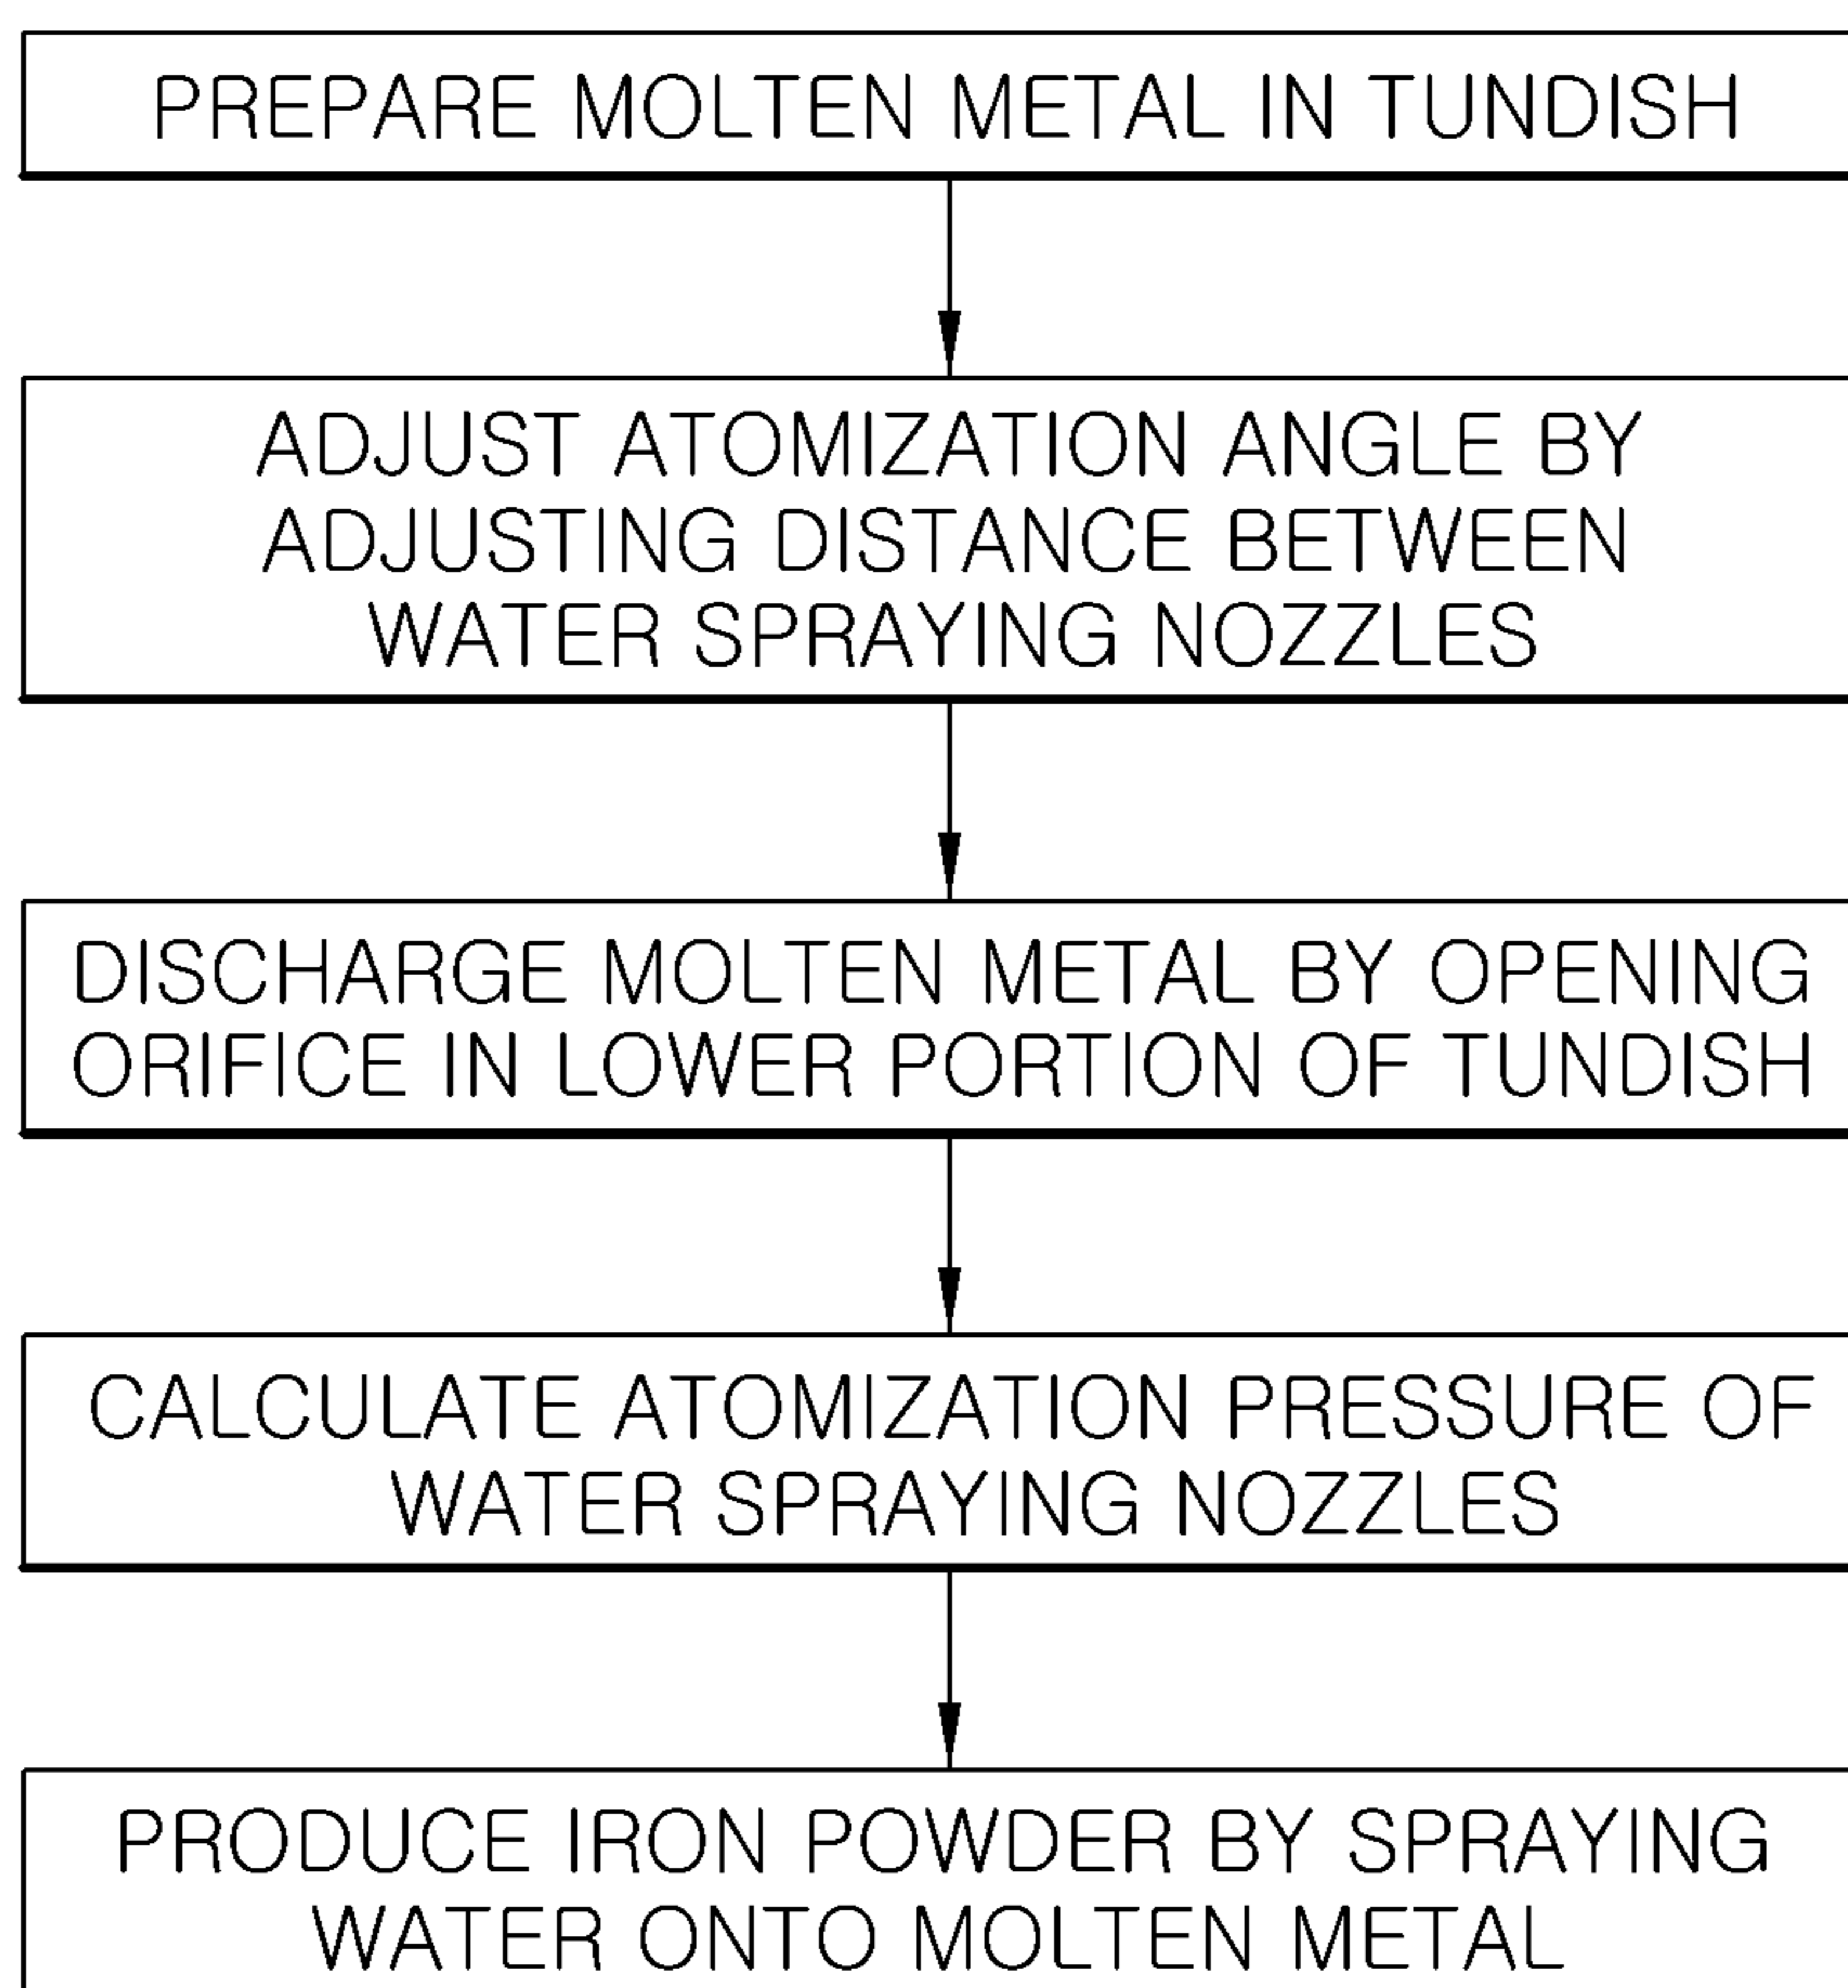 PREPARE MOLTEN METAL IN TUNDISH
ADJUST ATOMIZATION ANGLE BY
ADJUSTING DISTANCE BETWEEN
WATER SPRAYING NOZZLES
DISCHARGE MOLTEN METAL BY OPENING
ORIFICE IN LOWER PORTION OF TUNDISH
CALCULATE ATOMIZATION PRESSURE OF
WATER SPRAYING NOZZLES
PRODUCE IRON POWDER BY SPRAYING
WATER ONTO MOLTEN METAL